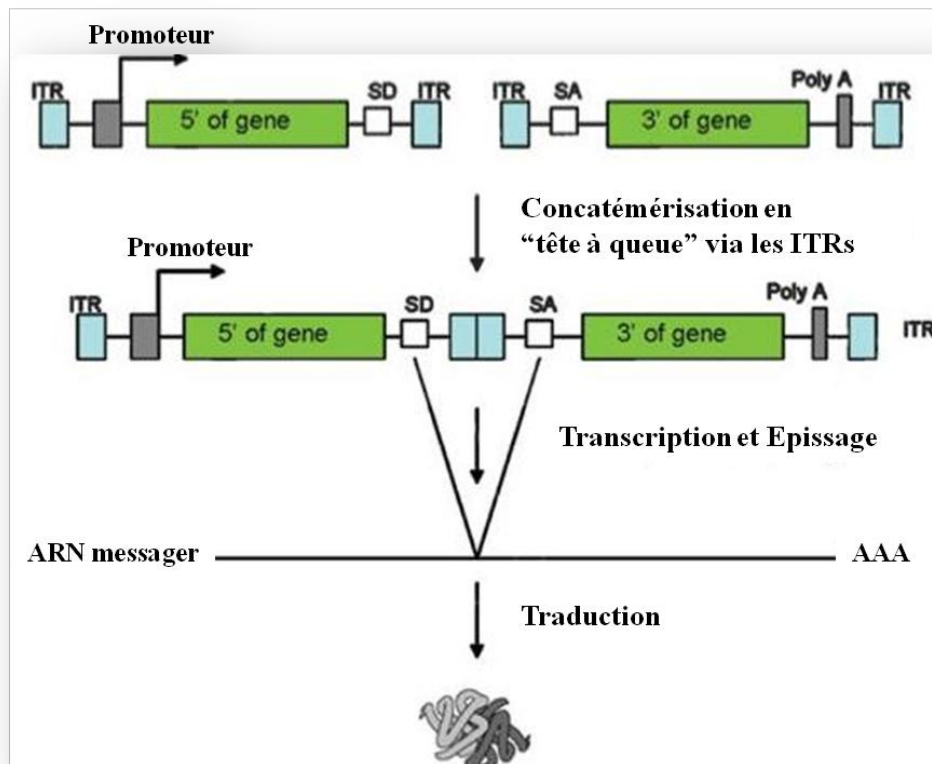 Promoteur
ITR SD ITR ITR SA Poly A ITR
5' of gene 3' of gene
Concatémérisation en
“tête à queue” via les ITRs
Promoteur
ITR SD SA Poly A
5' of gene 3' of gene ITR
Transcription et Epissage
ARN messager AAA
Traduction